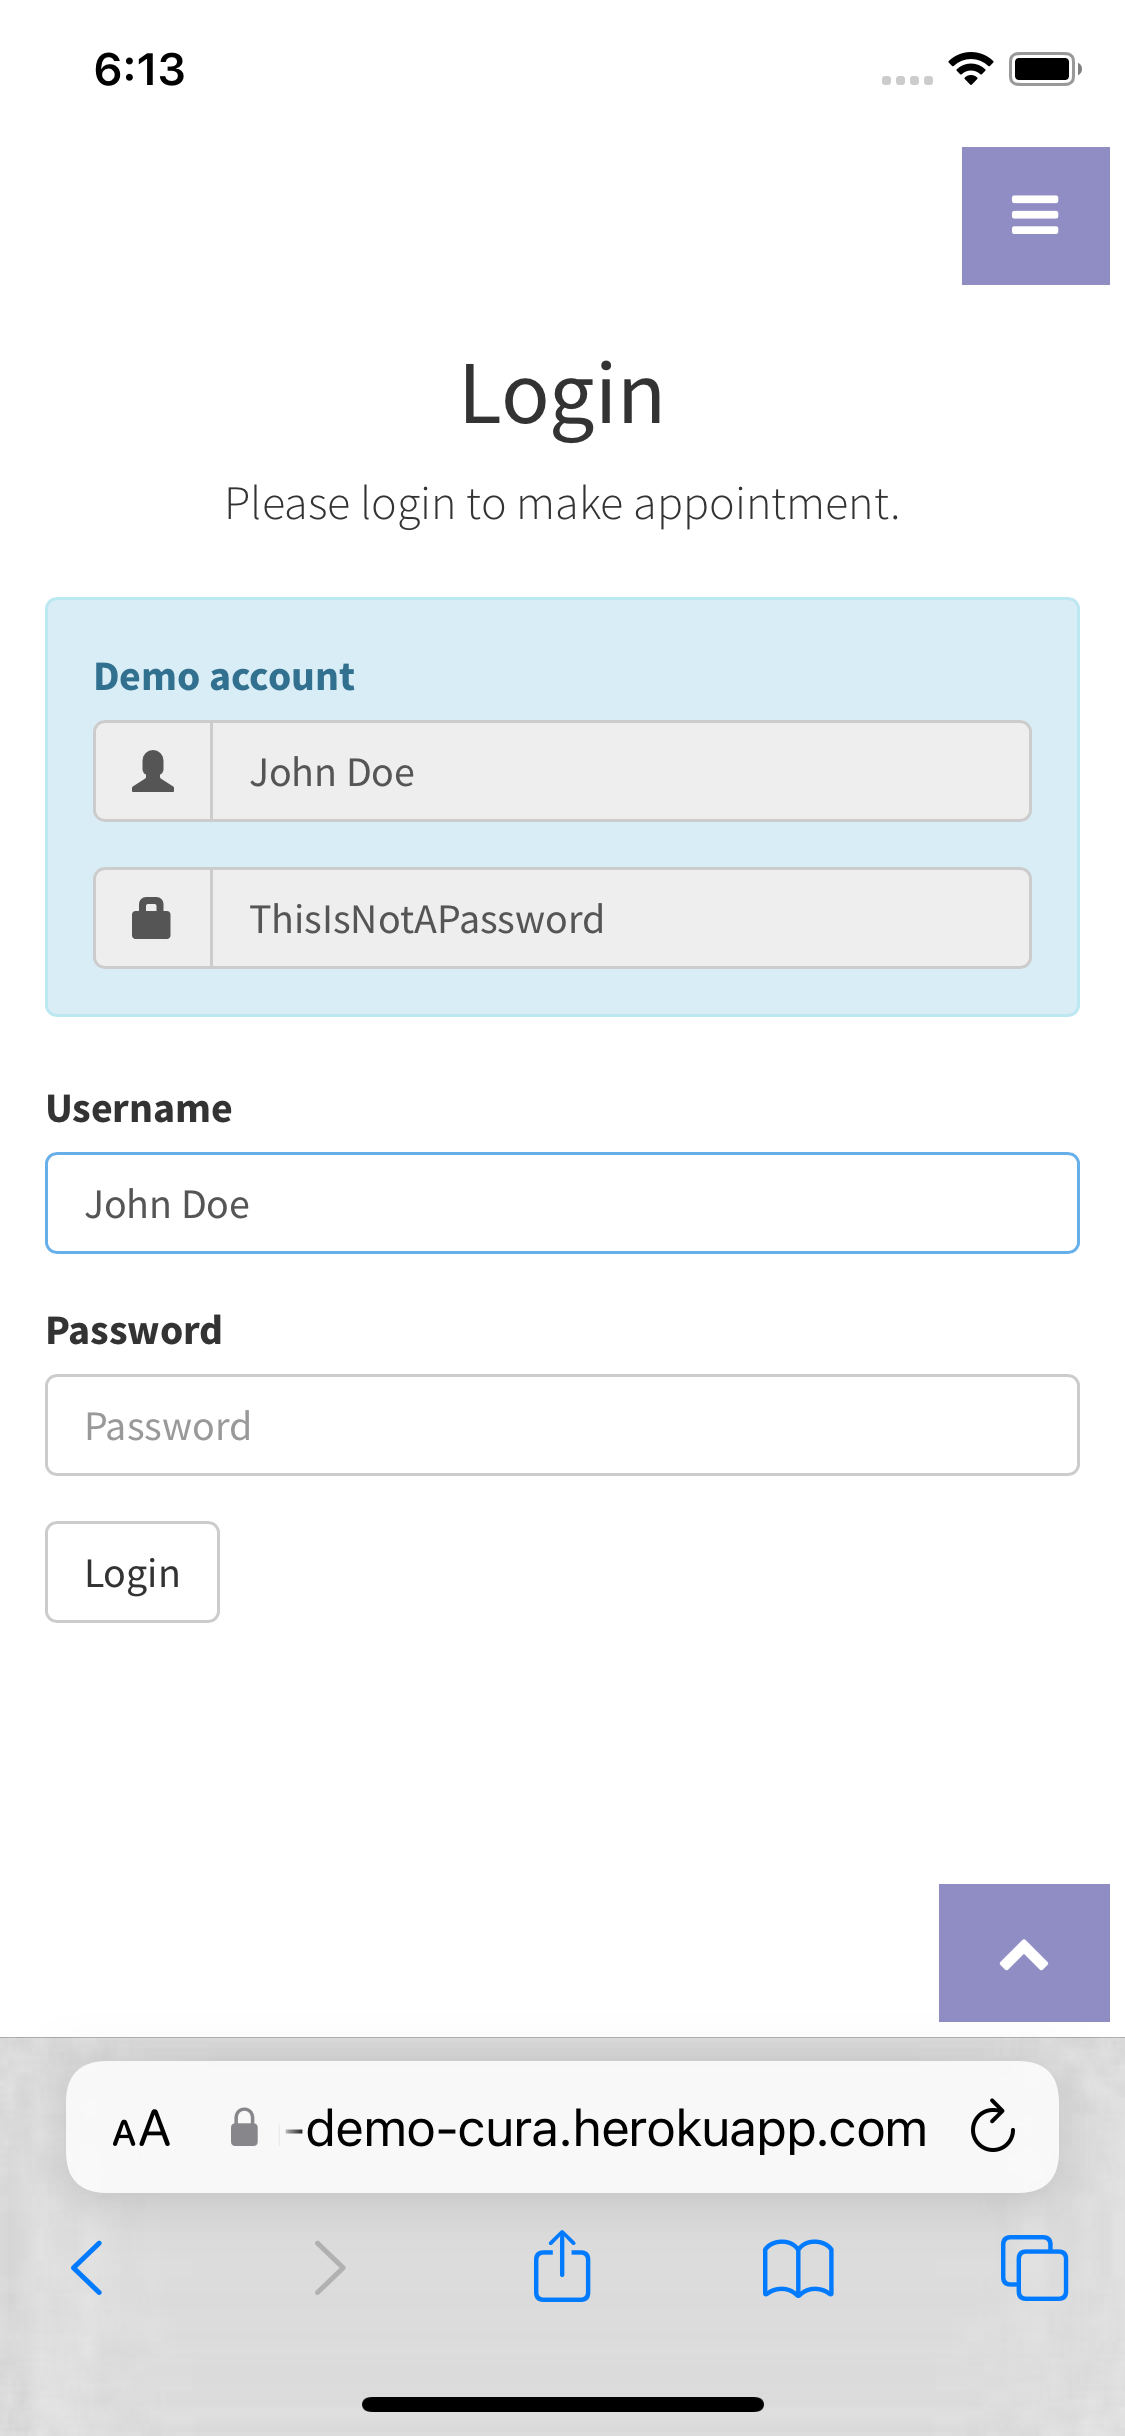 6:13
Login
Please login to make appointment.
Demo account
John Doe
ThisIsNotAPassword
Username
John Doe
Password
Password
Login
AA -demo-cura.herokuapp.com